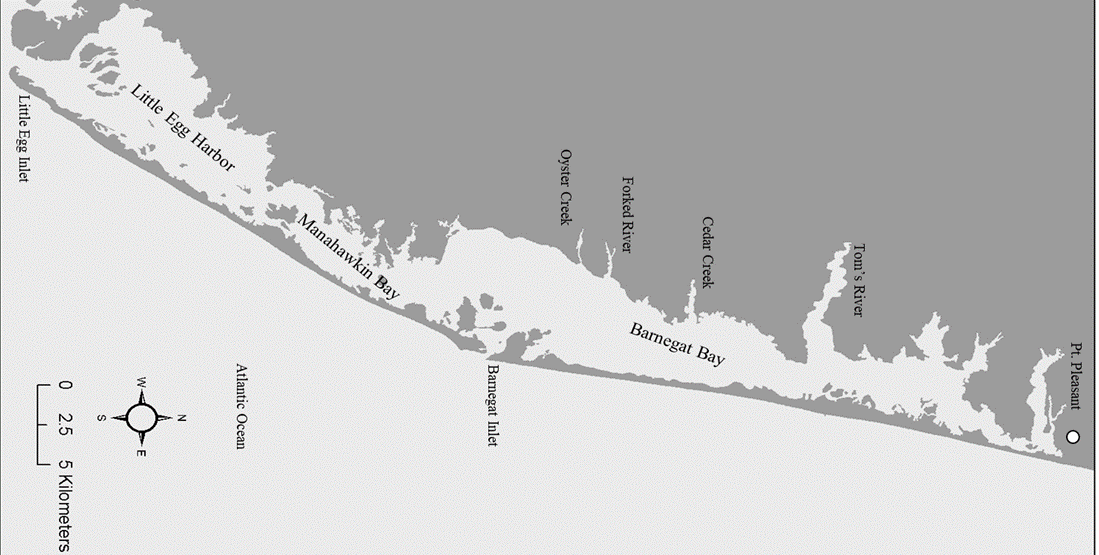 Pt. Pleasant
Tom's River
Cedar Creek
Forked River
Oyster Creek
Barnegat Bay
Barnegat Inlet
Manahawkin Bay
Little Egg Harbor
Little Egg Inlet
Atlantic Ocean
N
W
E
S
0 2.5 5 Kilometers